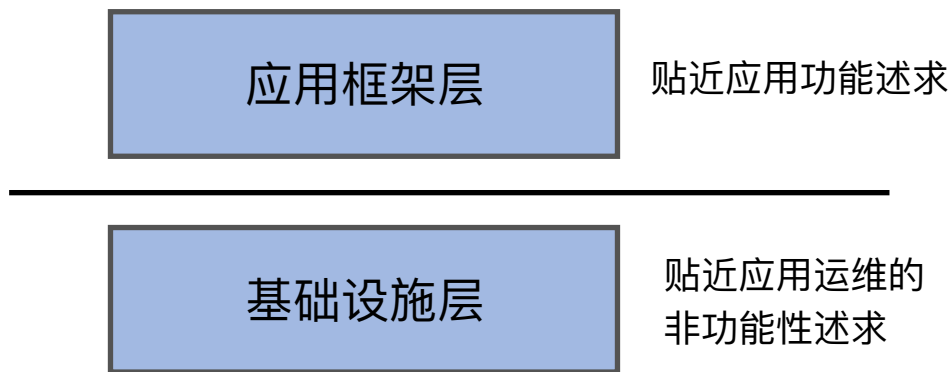 应用框架层
贴近应用功能述求
基础设施层
贴近应用运维的
非功能性述求